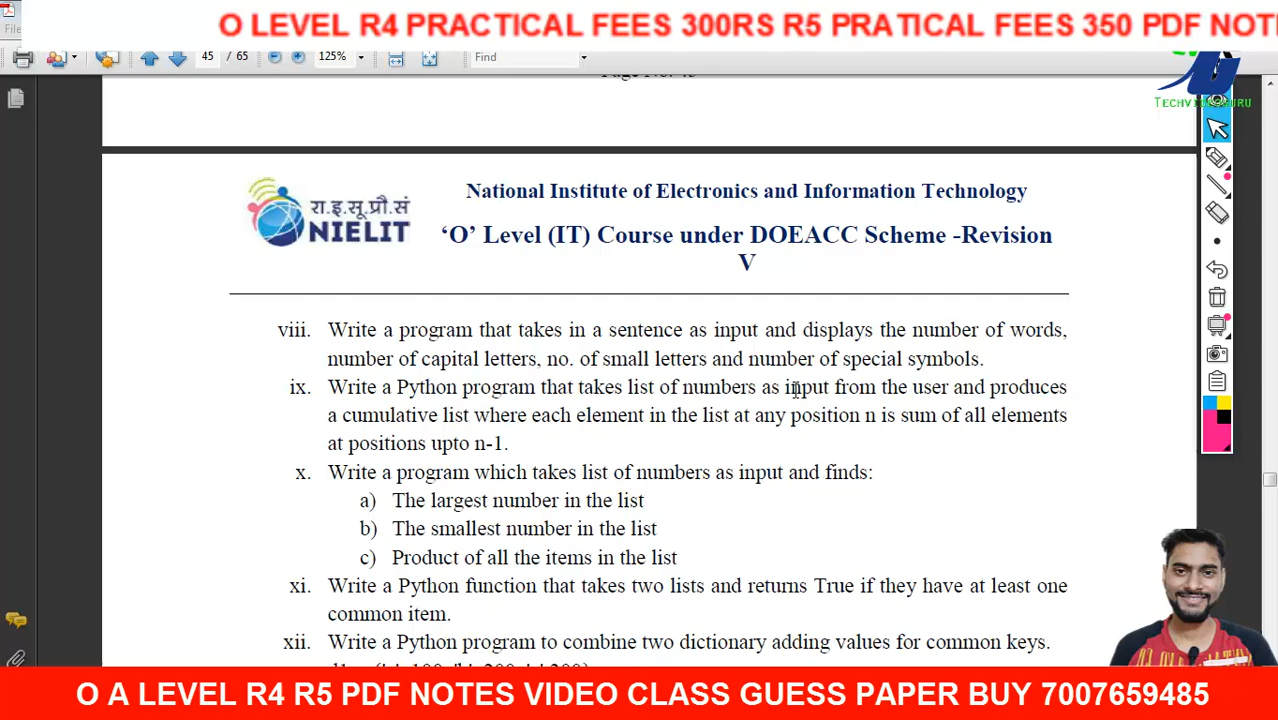 O LEVEL R4 PRACTICAL FEES 300RS R5 PRATICAL FEES 350 PDF NOT
File
45 / 65 125% Find
TECHV
National Institute of Electronics and Information Technology
रा.इ.सू.प्रौ.सं
NIELIT
‘O’ Level (IT) Course under DOEACC Scheme -Revision
V
viii. Write a program that takes in a sentence as input and displays the number of words,
number of capital letters, no. of small letters and number of special symbols.
ix. Write a Python program that takes list of numbers as input from the user and produces
a cumulative list where each element in the list at any position n is sum of all elements
at positions upto n-1.
x. Write a program which takes list of numbers as input and finds:
a) The largest number in the list
b) The smallest number in the list
c) Product of all the items in the list
xi. Write a Python function that takes two lists and returns True if they have at least one
common item.
xii. Write a Python program to combine two dictionary adding values for common keys.
O A LEVEL R4 R5 PDF NOTES VIDEO CLASS GUESS PAPER BUY 7007659485